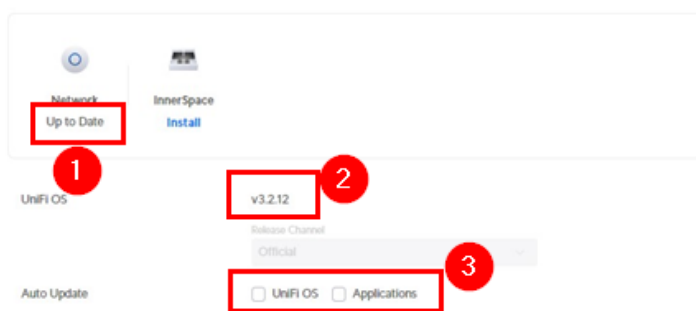 Network InnerSpace
Up to Date Install
1
2
UniFi OS v3.2.12
Release Channel
Official
3
Auto Update UniFi OS Applications